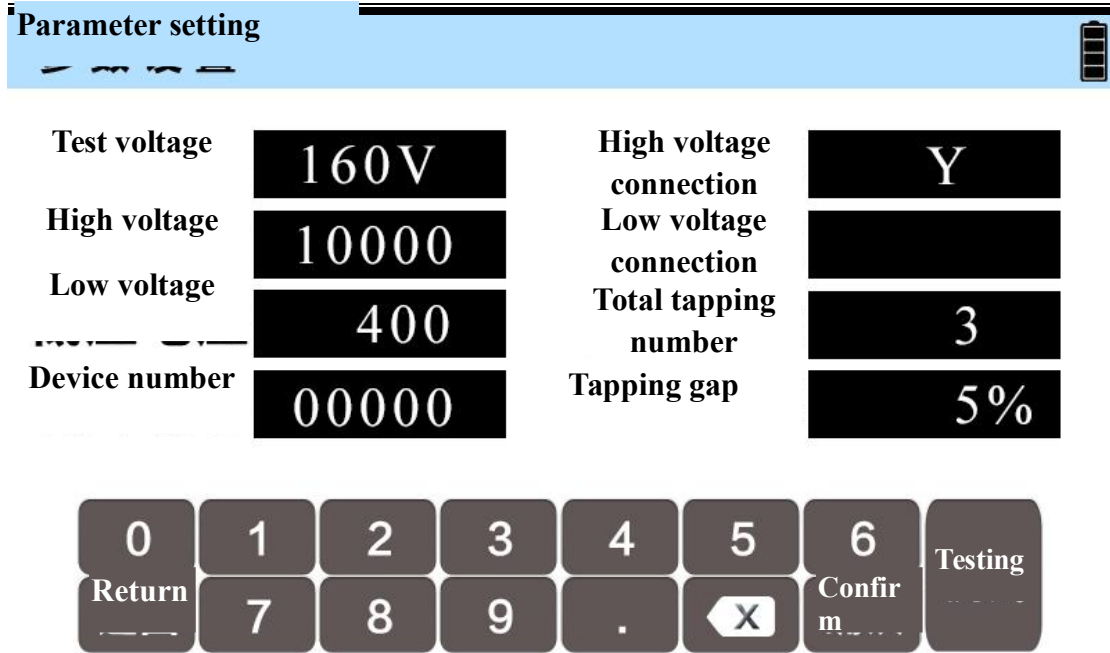 Parameter setting
Test voltage
160V
High voltage
10000
Low voltage
400
Device number
00000
High voltage
connection
Y
Low voltage
connection
Total tapping
number
3
Tapping gap
5%
0 1 2 3 4 5 6 Testing
Return 7 8 9 . X Confir
m